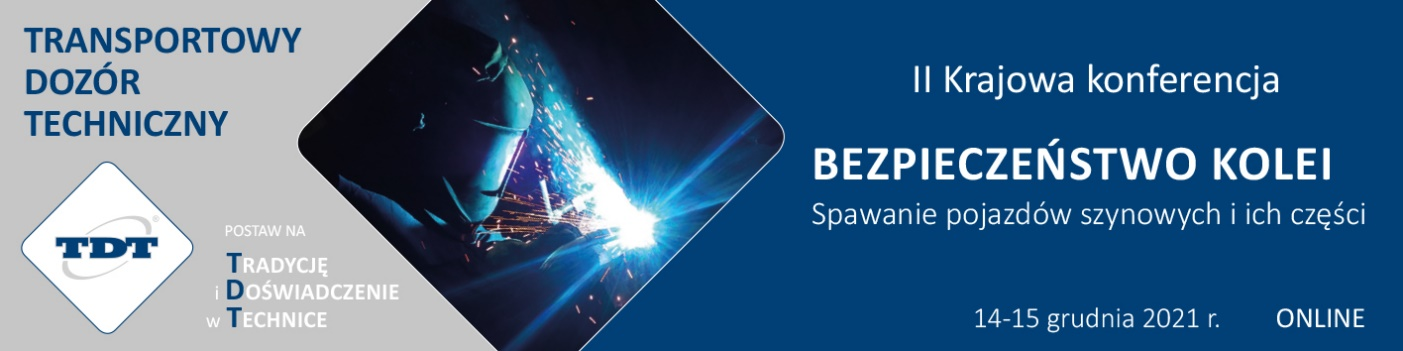 TRANSPORTOWY
DOZÓR
TECHNICZNY
TDT
®
POSTAW NA
TRADYCJĘ
i DOŚWIADCZENIE
w TECHNICE
II Krajowa konferencja
BEZPIECZEŃSTWO KOLEI
Spawanie pojazdów szynowych i ich części
14-15 grudnia 2021 r. ONLINE